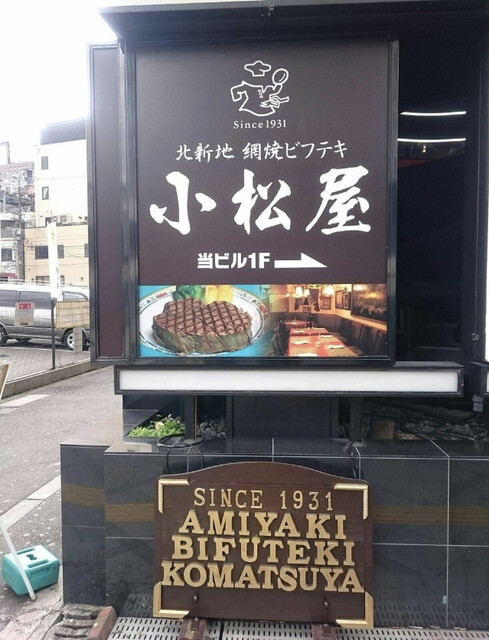 Since 1931
北新地 網焼ビフテキ
小松屋
当ビル1F
SINCE 1931
AMIYAKI
BIFUTEKI
KOMATSUYA